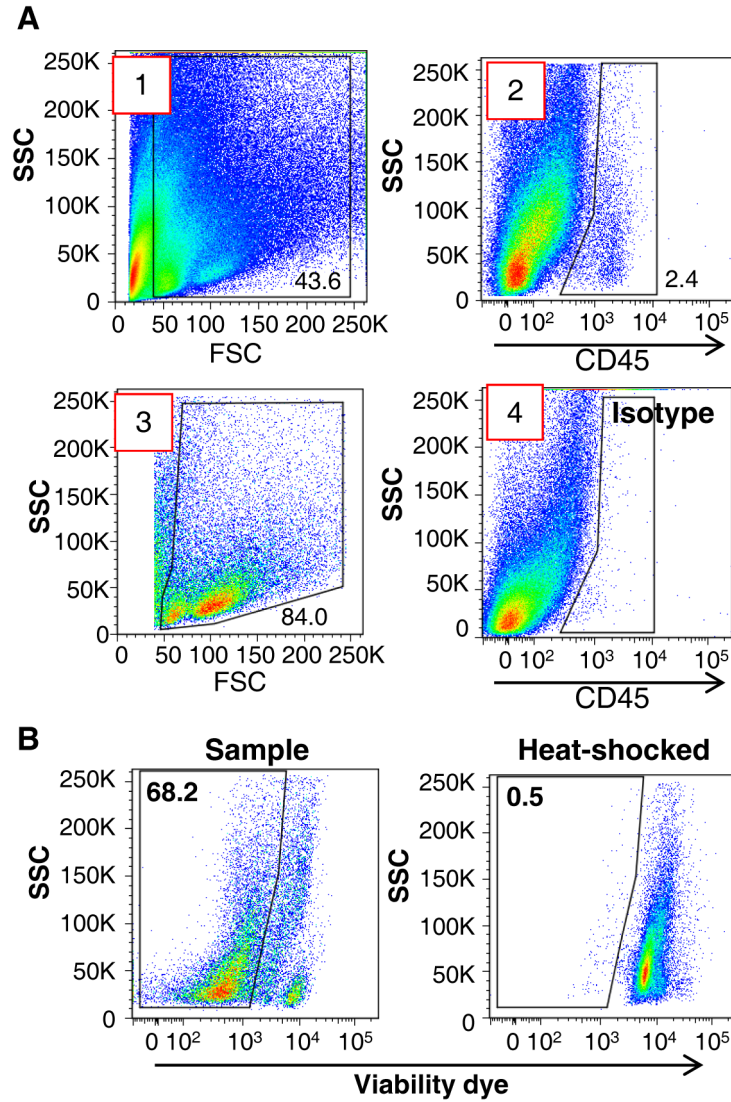 A
1
SSC
250K
200K
150K
100K
50K
0
43.6
0 50 100 150 200 250K
FSC
2
SSC
250K
200K
150K
100K
50K
0
2.4
0 10² 10³ 10⁴ 10⁵
CD45
3
SSC
250K
200K
150K
100K
50K
0
84.0
0 50 100 150 200 250K
FSC
4
Isotype
SSC
250K
200K
150K
100K
50K
0
0 10² 10³ 10⁴ 10⁵
CD45
B
Sample
68.2
SSC
250K
200K
150K
100K
50K
0
0 10² 10³ 10⁴ 10⁵
Heat-shocked
0.5
SSC
250K
200K
150K
100K
50K
0
0 10² 10³ 10⁴ 10⁵
Viability dye